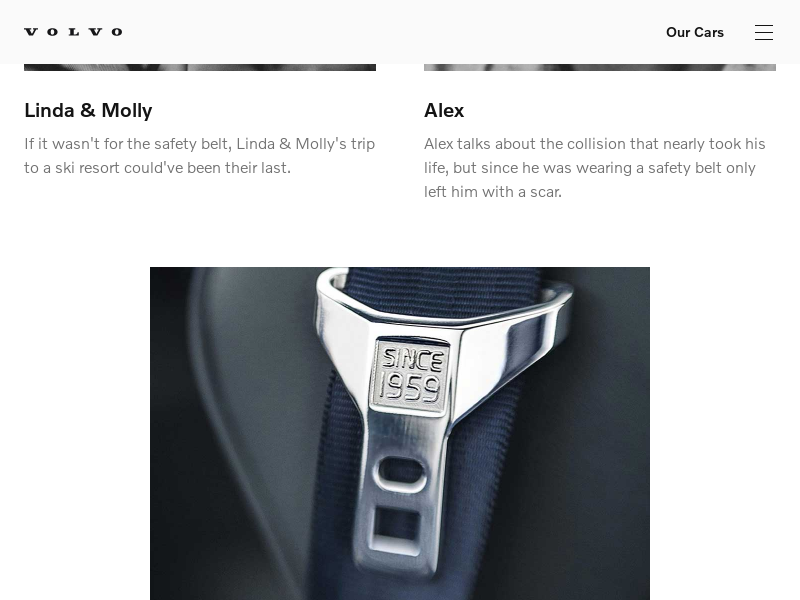 VOLVO
Our Cars
Linda & Molly
If it wasn't for the safety belt, Linda & Molly's trip
to a ski resort could've been their last.
Alex
Alex talks about the collision that nearly took his
life, but since he was wearing a safety belt only
left him with a scar.
SINCE
1959